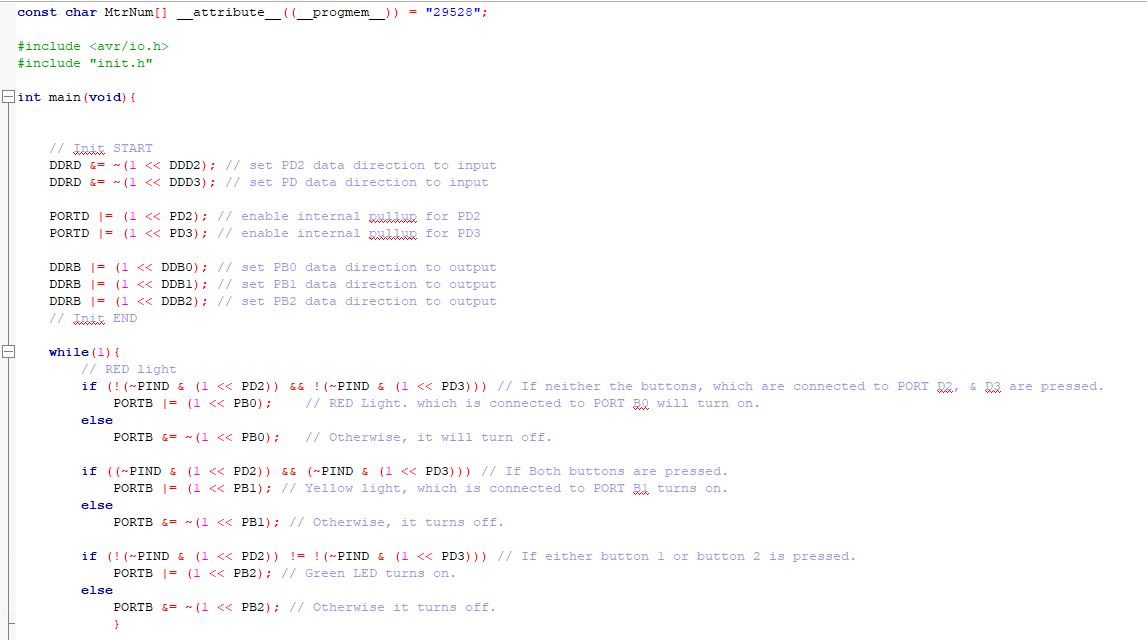 const char MtrNum[] __attribute__((__progmem__)) = "29528";
#include <avr/io.h>
#include "init.h"
int main(void){
// Init START
DDRD &= ~(1 << DDD2); // set PD2 data direction to input
DDRD &= ~(1 << DDD3); // set PD data direction to input
PORTD |= (1 << PD2); // enable internal pullup for PD2
PORTD |= (1 << PD3); // enable internal pullup for PD3
DDRB |= (1 << DDB0); // set PB0 data direction to output
DDRB |= (1 << DDB1); // set PB1 data direction to output
DDRB |= (1 << DDB2); // set PB2 data direction to output
// Init END
while(1){
// RED light
if (!(~PIND & (1 << PD2)) && !(~PIND & (1 << PD3))) // If neither the buttons, which are connected to PORT D2, & D3 are pressed.
PORTB |= (1 << PB0); // RED Light. which is connected to PORT B0 will turn on.
else
PORTB &= ~(1 << PB0); // Otherwise, it will turn off.
if ((~PIND & (1 << PD2)) && (~PIND & (1 << PD3))) // If Both buttons are pressed.
PORTB |= (1 << PB1); // Yellow light, which is connected to PORT B1 turns on.
else
PORTB &= ~(1 << PB1); // Otherwise, it turns off.
if (!(~PIND & (1 << PD2)) != !(~PIND & (1 << PD3))) // If either button 1 or button 2 is pressed.
PORTB |= (1 << PB2); // Green LED turns on.
else
PORTB &= ~(1 << PB2); // Otherwise it turns off.
}